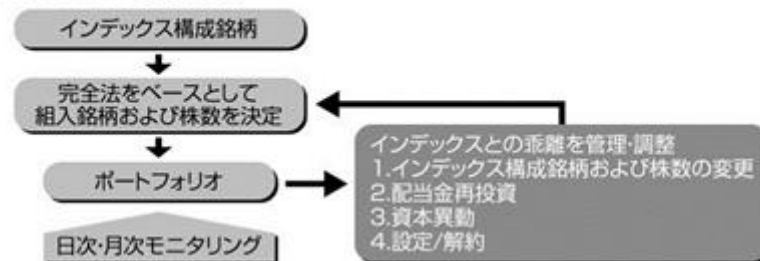 インデックス構成銘柄
完全法をベースとして
組入銘柄および株数を決定
ポートフォリオ
日次・月次モニタリング
インデックスとの乖離を管理・調整
1.インデックス構成銘柄および株数の変更
2.配当金再投資
3.資本異動
4.設定/解約